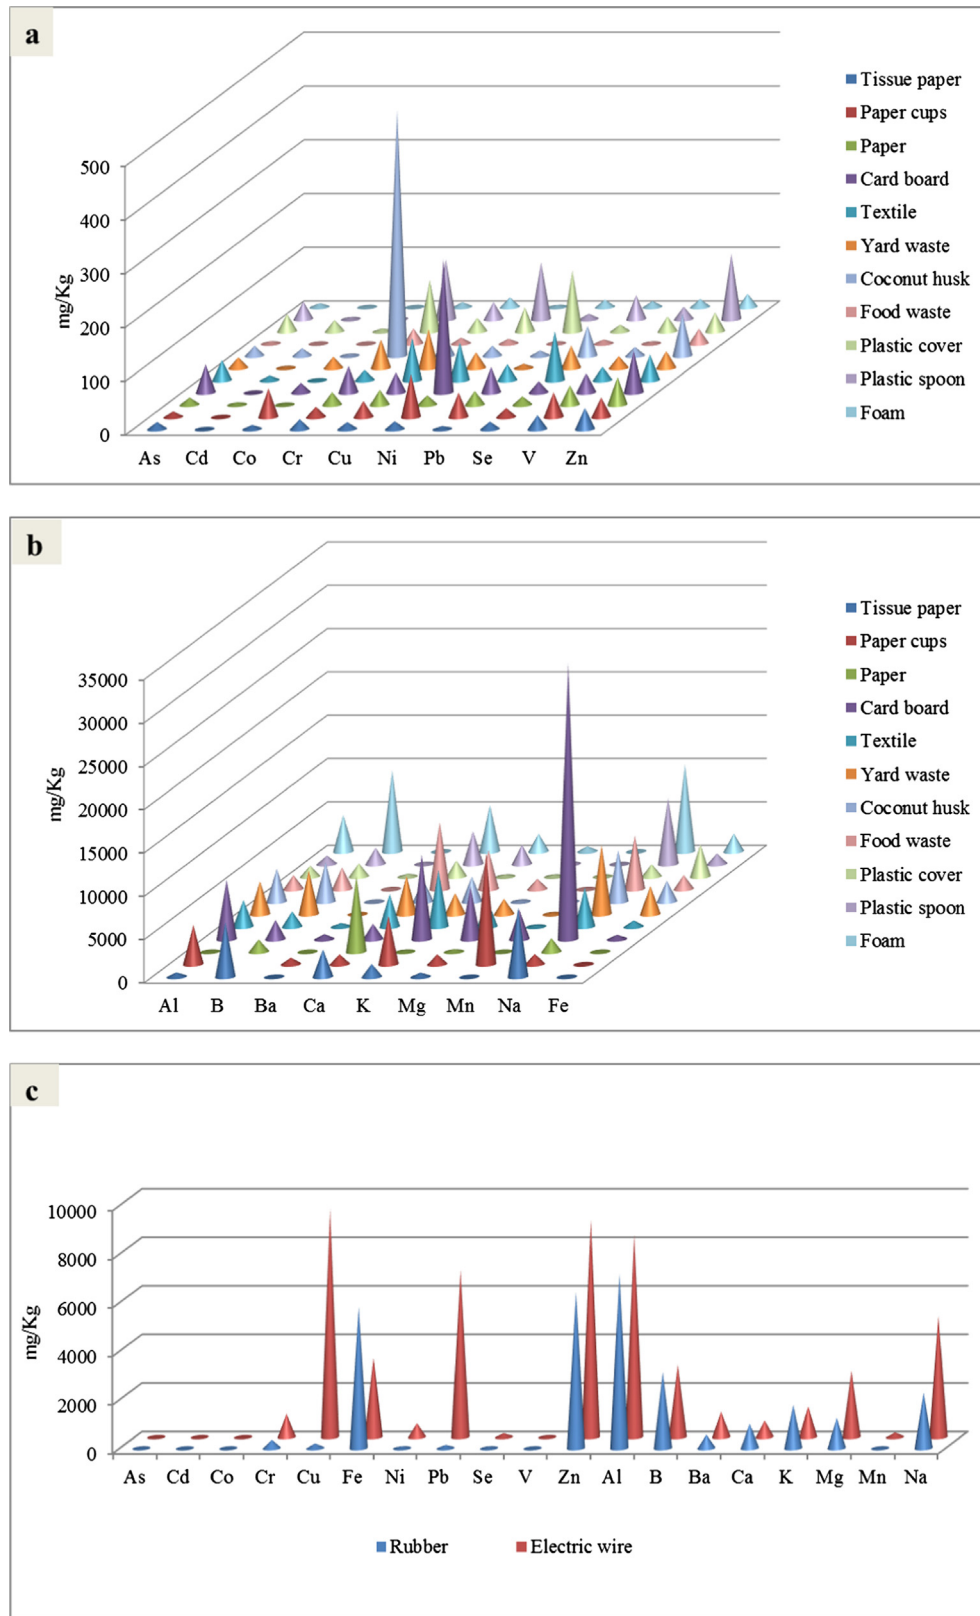 a
500
400
300
200
100
0
mg/Kg
As Cd Co Cr Cu Ni Pb Se V Zn
Tissue paper
Paper cups
Paper
Card board
Textile
Yard waste
Coconut husk
Food waste
Plastic cover
Plastic spoon
Foam
b
35000
30000
25000
20000
15000
10000
5000
0
mg/Kg
Al B Ba Ca K Mg Mn Na Fe
Tissue paper
Paper cups
Paper
Card board
Textile
Yard waste
Coconut husk
Food waste
Plastic cover
Plastic spoon
Foam
c
10000
8000
6000
4000
2000
0
mg/Kg
As Cd Co Cr Cu Fe Ni Pb Se V Zn Al B Ba Ca K Mg Mn Na
Rubber Electric wire